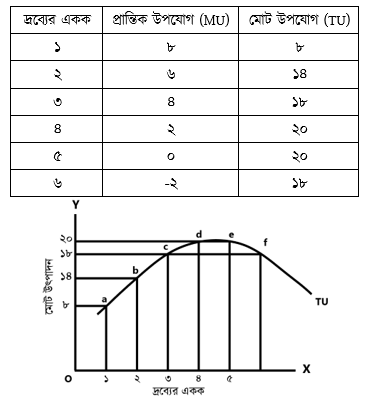 দ্রব্যের একক প্রান্তিক উপযোগ (MU) মোট উপযোগ (TU)
১ ৮ ৮
২ ৬ ১৪
৩ ৪ ১৮
৪ ২ ২০
৫ ০ ২০
৬ -২ ১৮
Y
২০ d e
১৮ c f
১৪ b
৮ a
মোট উৎপাদন
TU
O ১ ২ ৩ ৪ ৫ X
দ্রব্যের একক